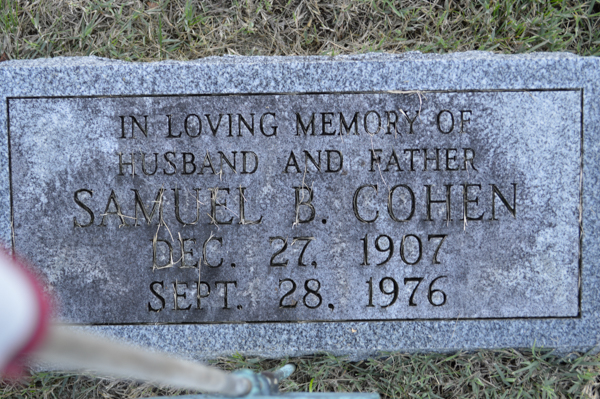 IN LOVING MEMORY OF
HUSBAND AND FATHER
SAMUEL B. COHEN
DEC. 27, 1907
SEPT. 28, 1976